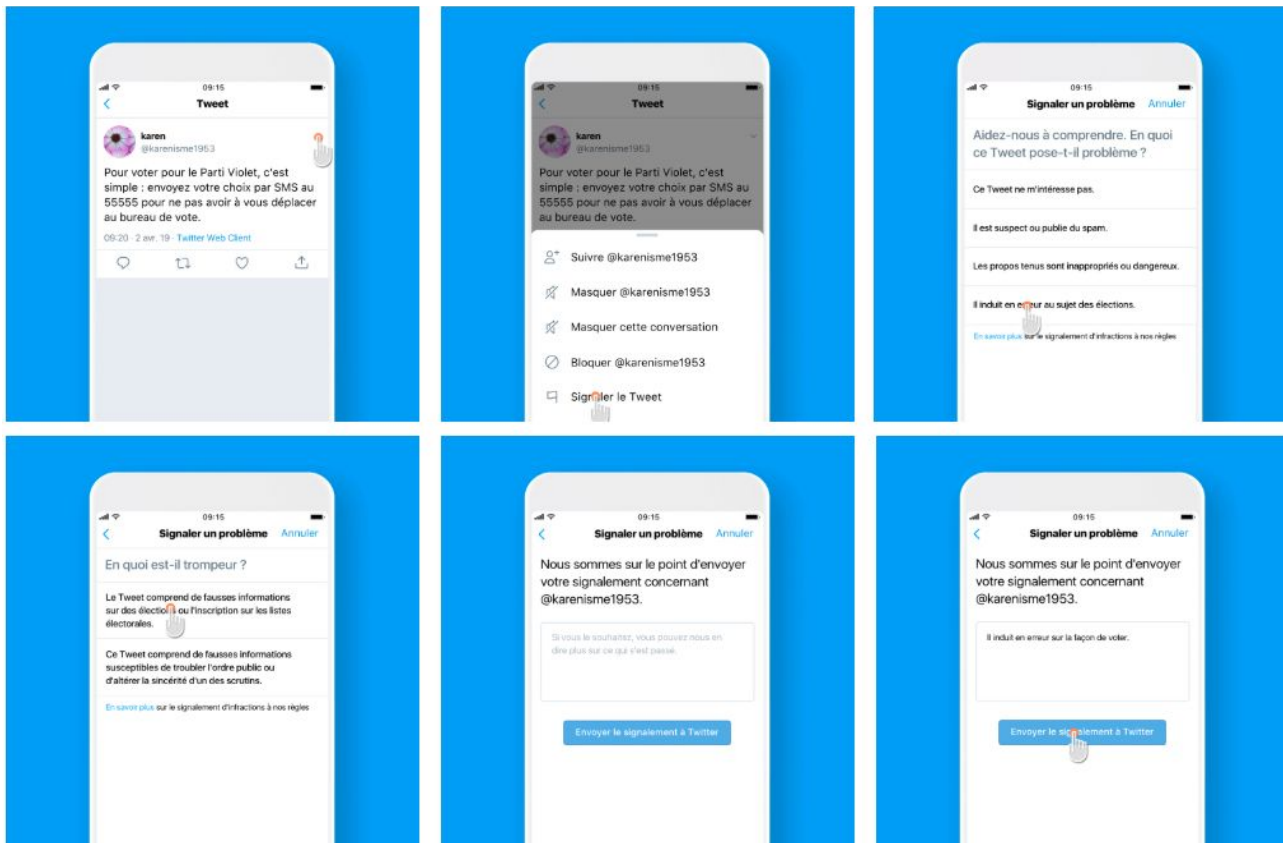 09:15
Tweet
karen
@karenisme1953
Pour voter pour le Parti Violet, c'est
simple : envoyez votre choix par SMS au
55555 pour ne pas avoir à vous déplacer
au bureau de vote.
09:20 · 2 avr. 19 · Twitter Web Client
09:15
Tweet
karen
@karenisme1953
Pour voter pour le Parti Violet, c'est
simple : envoyez votre choix par SMS au
55555 pour ne pas avoir à vous déplacer
au bureau de vote.
Suivre @karenisme1953
Masquer @karenisme1953
Masquer cette conversation
Bloquer @karenisme1953
Signaler le Tweet
09:15
Signaler un problème Annuler
Aidez-nous à comprendre. En quoi
ce Tweet pose-t-il problème ?
Ce Tweet ne m'intéresse pas.
Il est suspect ou publie du spam.
Les propos tenus sont inappropriés ou dangereux.
Il induit en erreur au sujet des élections.
En savoir plus sur le signalement d'infractions à nos règles
09:15
Signaler un problème Annuler
En quoi est-il trompeur ?
Le Tweet comprend de fausses informations
sur des élections ou l'inscription sur les listes
électorales.
Ce Tweet comprend de fausses informations
susceptibles de troubler l'ordre public ou
d'altérer la sincérité d'un des scrutins.
En savoir plus sur le signalement d'infractions à nos règles
09:15
Signaler un problème Annuler
Nous sommes sur le point d'envoyer
votre signalement concernant
@karenisme1953.
Si vous le souhaitez, vous pouvez nous en
dire plus sur ce qui s'est passé.
Envoyer le signalement à Twitter
09:15
Signaler un problème Annuler
Nous sommes sur le point d'envoyer
votre signalement concernant
@karenisme1953.
Il induit en erreur sur la façon de voter.
Envoyer le signalement à Twitter